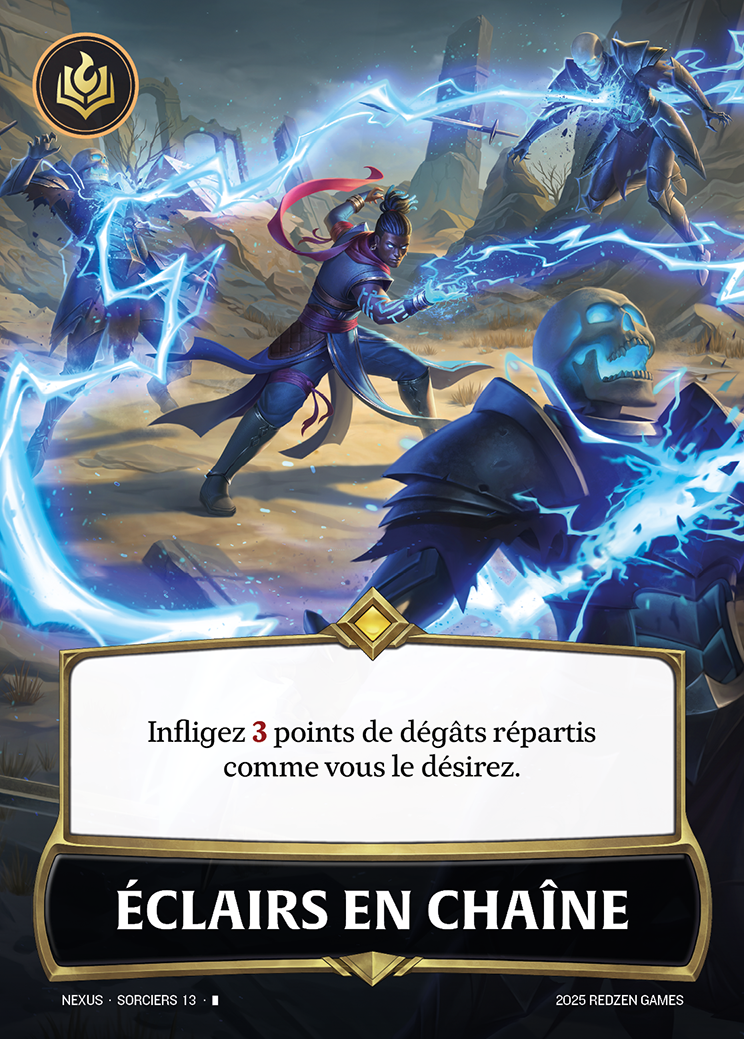 Infligez 3 points de dégâts répartis
comme vous le désirez.
ÉCLAIRS EN CHAÎNE
NEXUS · SORCIERS 13 ·
2025 REDZEN GAMES